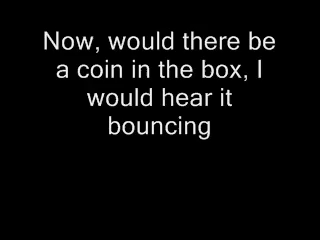 Now, would there be
a coin in the box, I
would hear it
bouncing